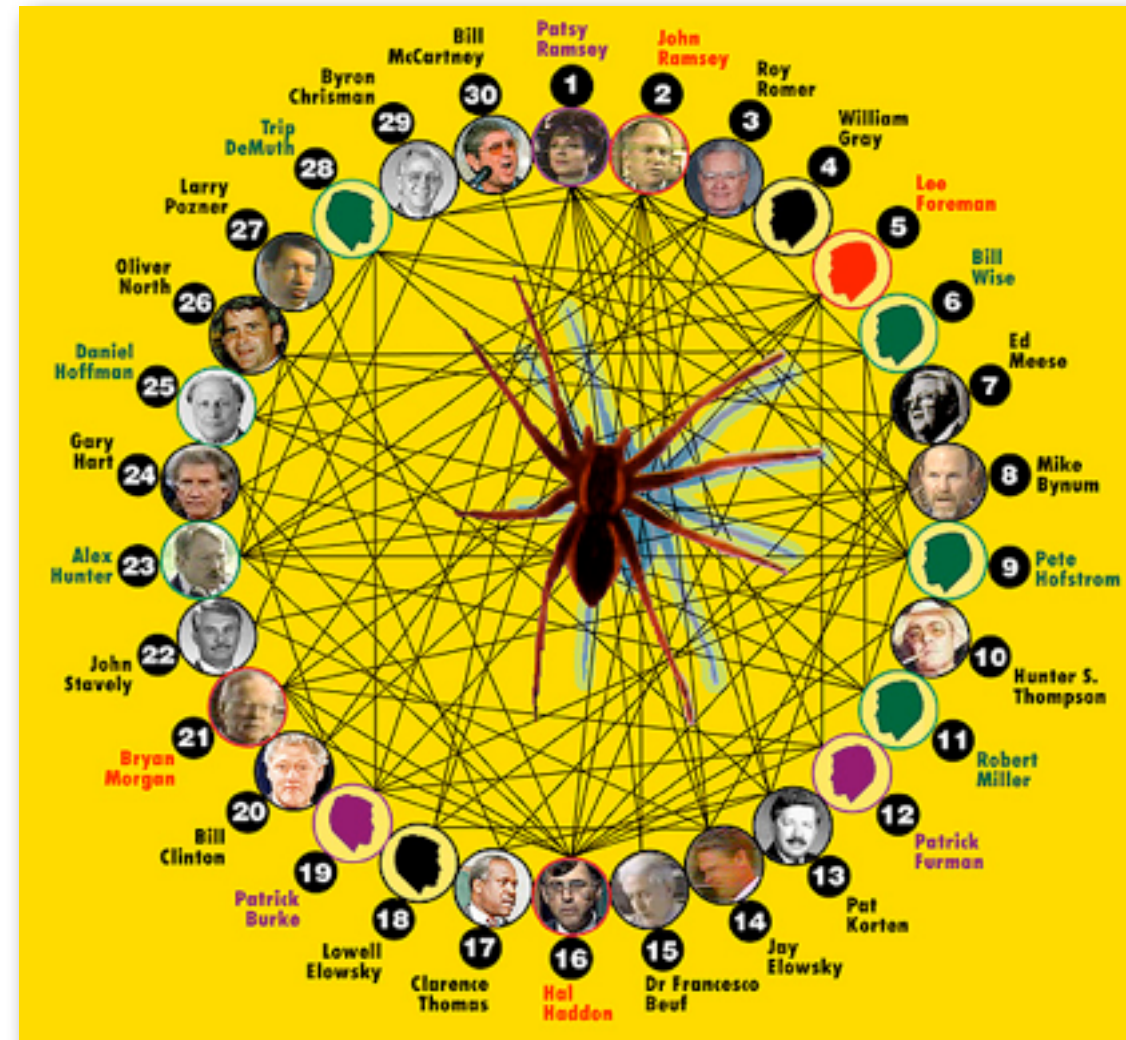 Patsy
Ramsey
1
John
Ramsey
2
Roy
Romer
3
William
Gray
4
Lee
Foreman
5
Bill
Wise
6
Ed
Meese
7
8
Mike
Bynum
9
Pete
Hofstrom
10
Hunter S.
Thompson
11
Robert
Miller
12
Patrick
Furman
13
Pat
Korten
14
Jay
Elowsky
15
Dr Francesco
Beuf
16
Hal
Haddon
17
Clarence
Thomas
18
Lowell
Elowsky
19
Patrick
Burke
20
Bill
Clinton
21
Bryan
Morgan
22
John
Stavely
Alex
Hunter
23
Gary
Hart
24
Daniel
Hoffman
25
Oliver
North
26
Larry
Pozner
27
Trip
DeMuth
28
Byron
Chrisman
29
Bill
McCartney
30